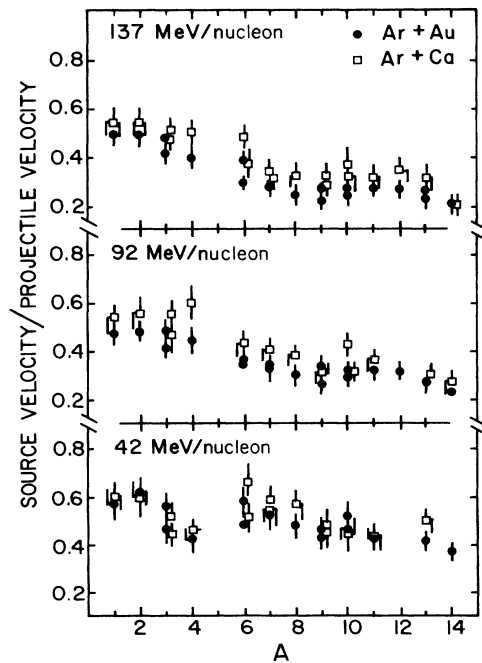 137 MeV/nucleon
● Ar + Au
□ Ar + Ca
0.8
0.6
0.4
0.2
92 MeV/nucleon
0.8
0.6
0.4
0.2
42 MeV/nucleon
0.8
0.6
0.4
0.2
0 2 4 6 8 10 12 14
A
SOURCE VELOCITY/PROJECTILE VELOCITY